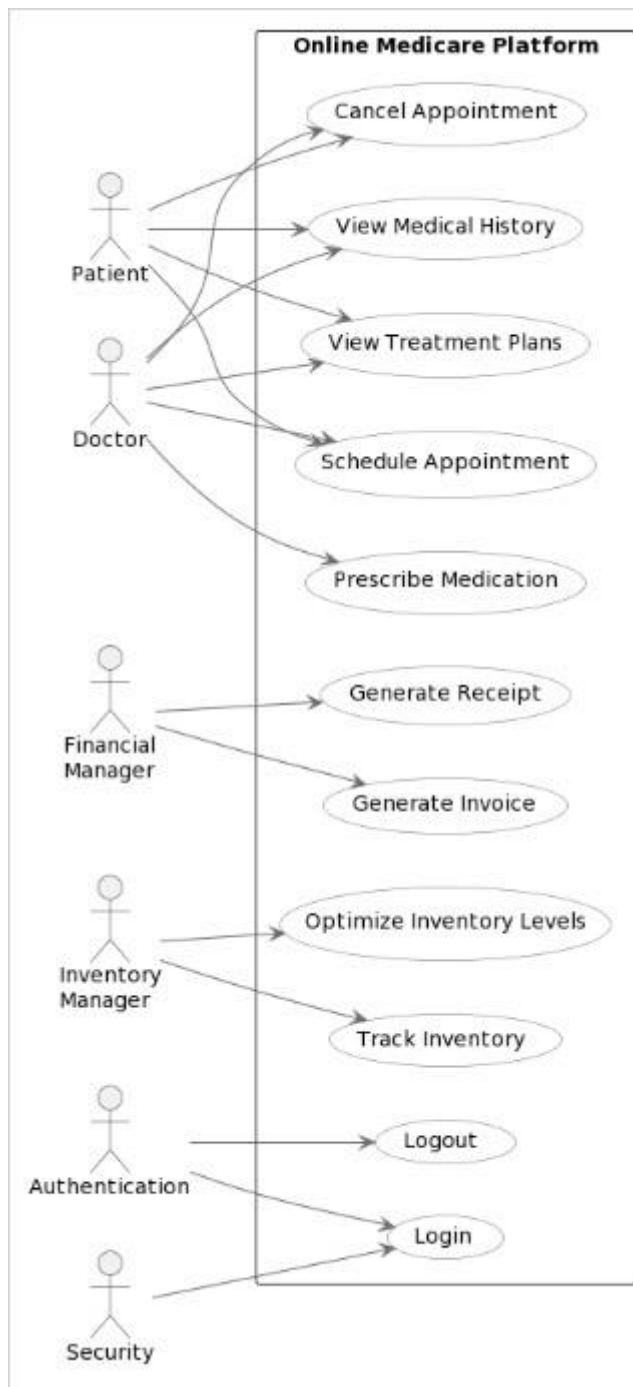 Online Medicare Platform
Cancel Appointment
View Medical History
Patient
View Treatment Plans
Doctor
Schedule Appointment
Prescribe Medication
Generate Receipt
Financial
Manager
Generate Invoice
Optimize Inventory Levels
Inventory
Manager
Track Inventory
Logout
Authentication
Login
Security